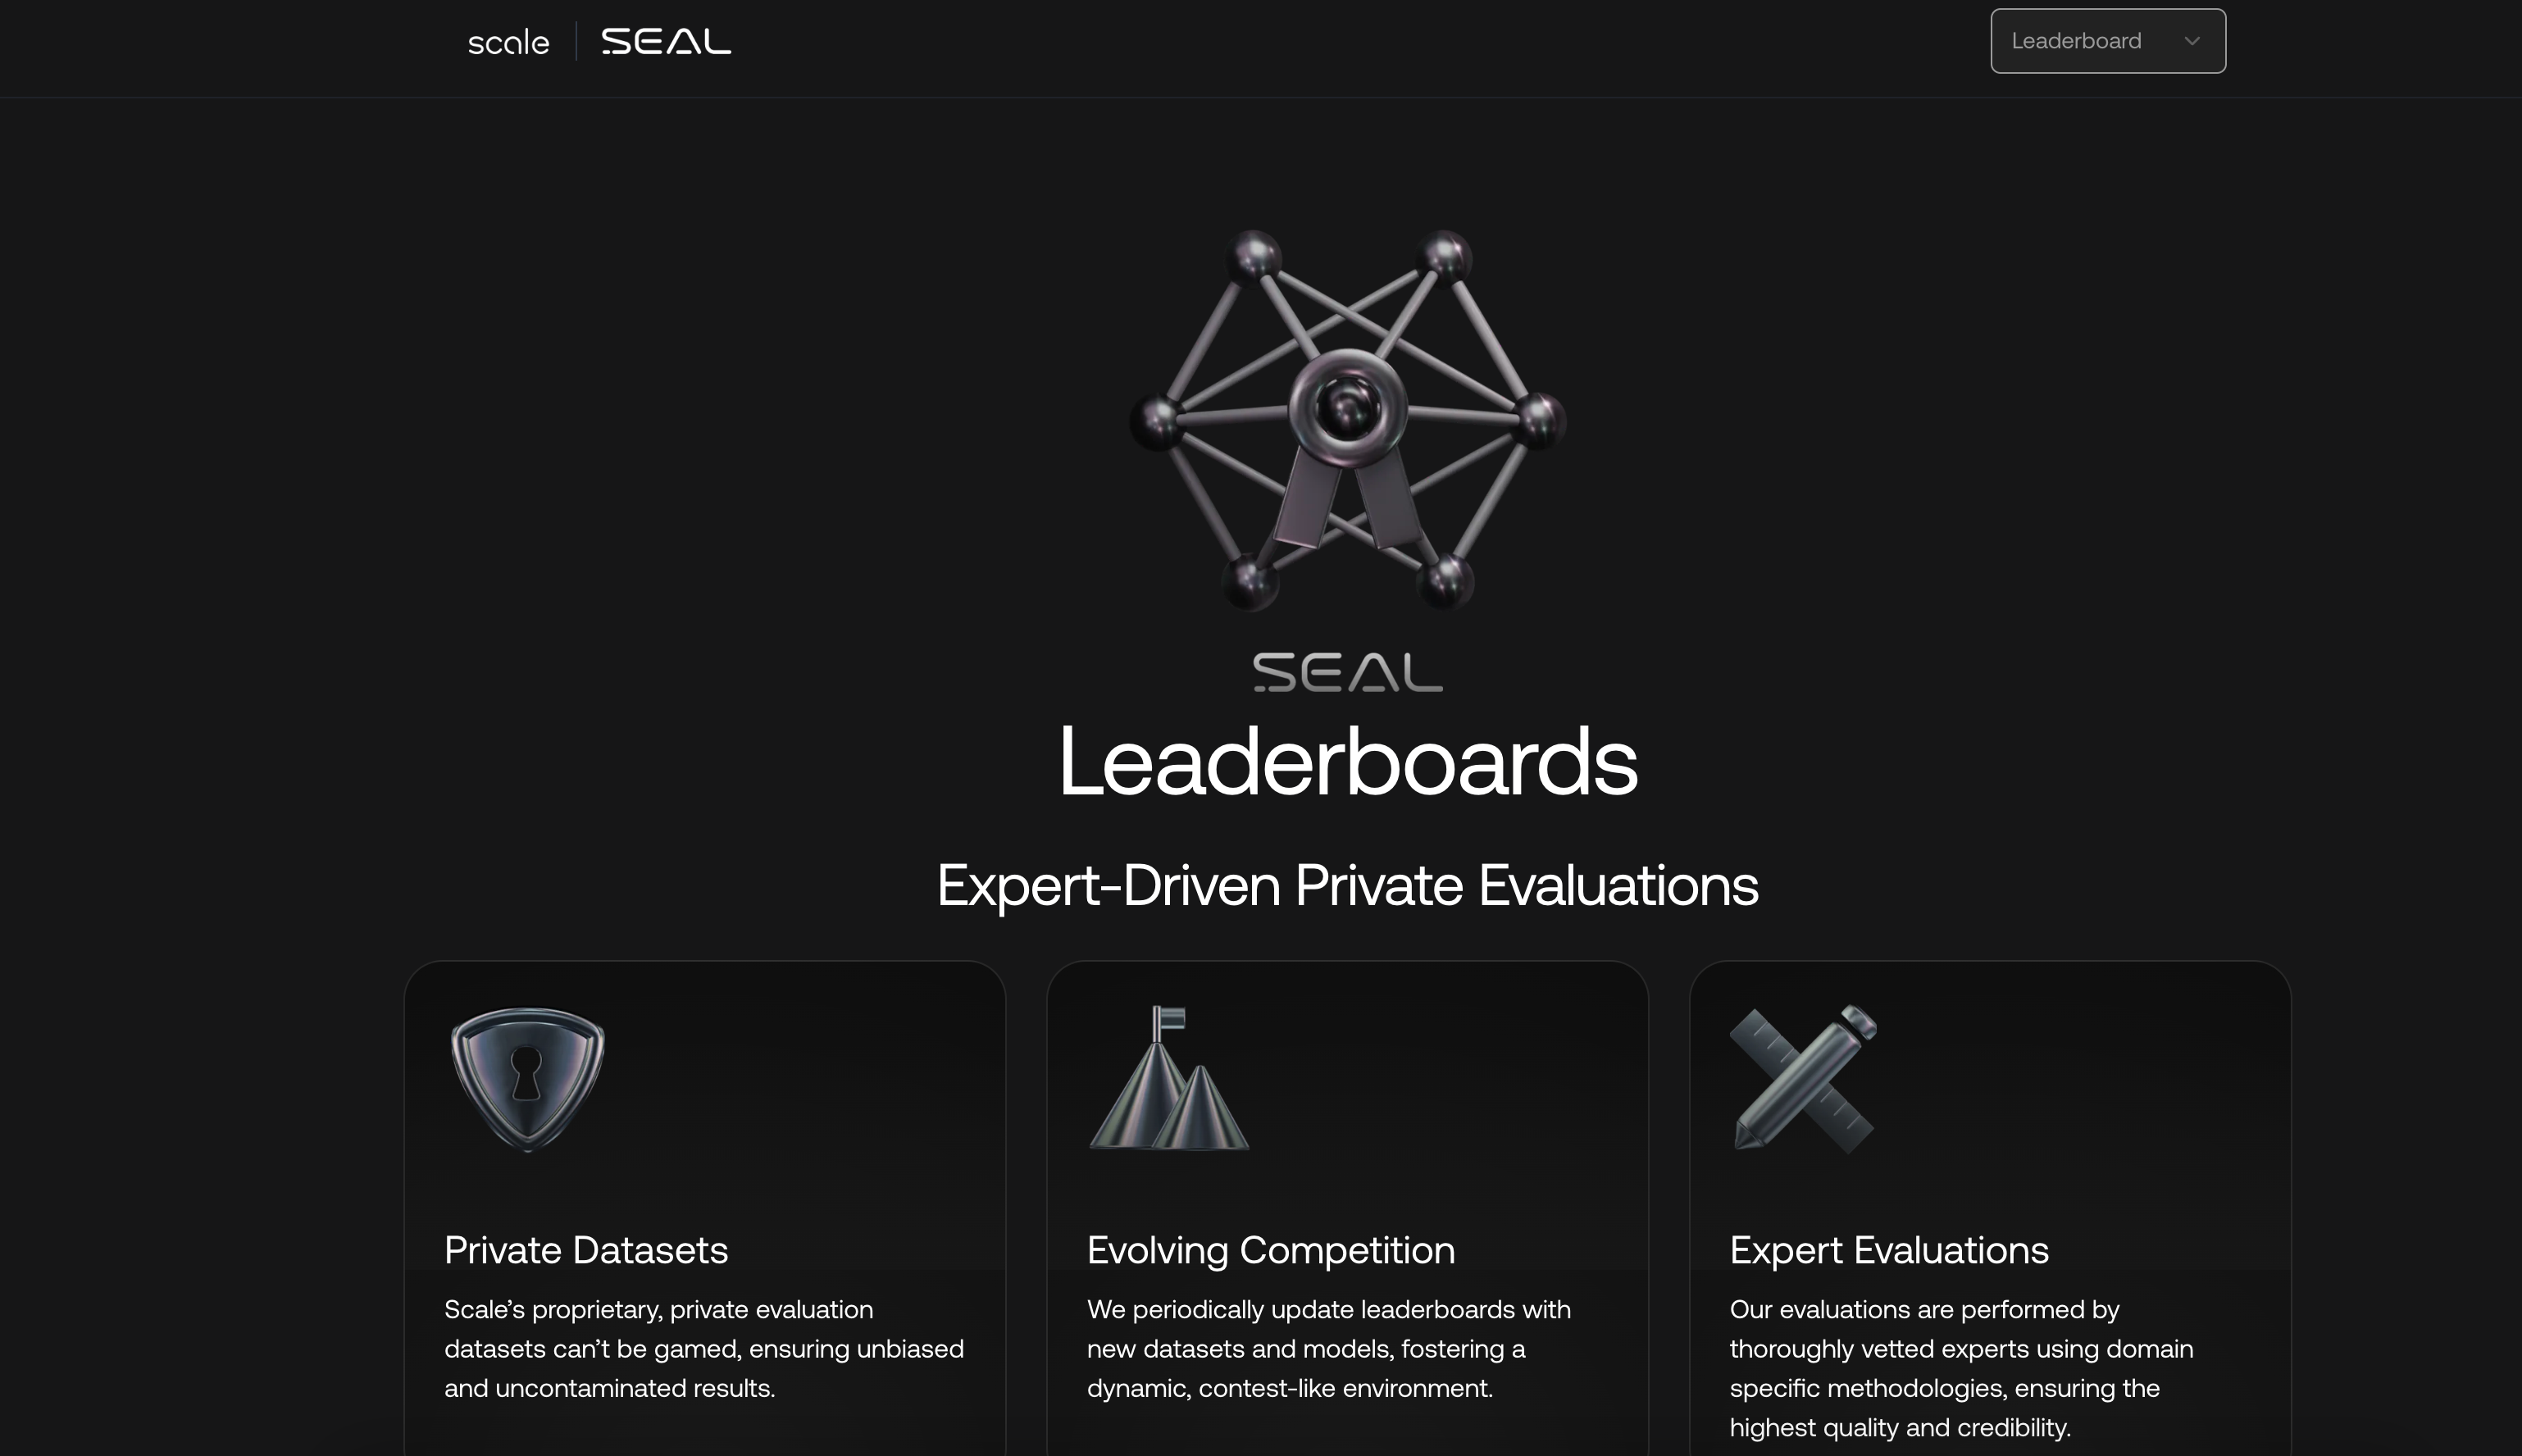 scale
SEAL
Leaderboard
SEAL
Leaderboards
Expert-Driven Private Evaluations
Private Datasets
Scale’s proprietary, private evaluation
datasets can’t be gamed, ensuring unbiased
and uncontaminated results.
Evolving Competition
We periodically update leaderboards with
new datasets and models, fostering a
dynamic, contest-like environment.
Expert Evaluations
Our evaluations are performed by
thoroughly vetted experts using domain
specific methodologies, ensuring the
highest quality and credibility.